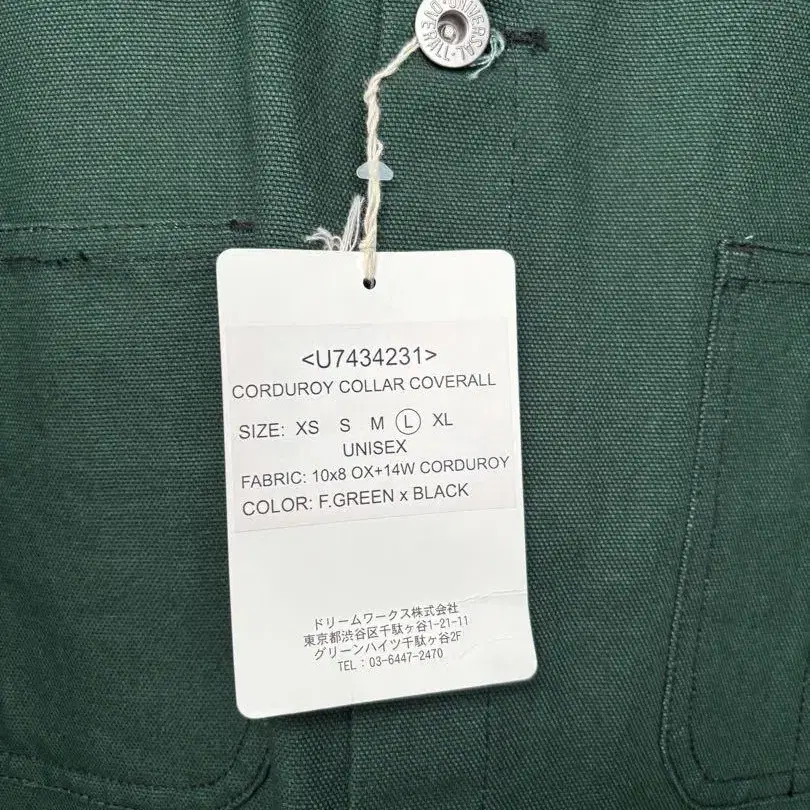 UNIVERSAL · OVERALL ·
<U7434231>
CORDUROY COLLAR COVERALL
SIZE: XS S M L XL
UNISEX
FABRIC: 10x8 OX+14W CORDUROY
COLOR: F.GREEN x BLACK
ドリームワークス株式会社
東京都渋谷区千駄ヶ谷1-21-11
グリーンハイツ千駄ヶ谷2F
TEL：03-6447-2470